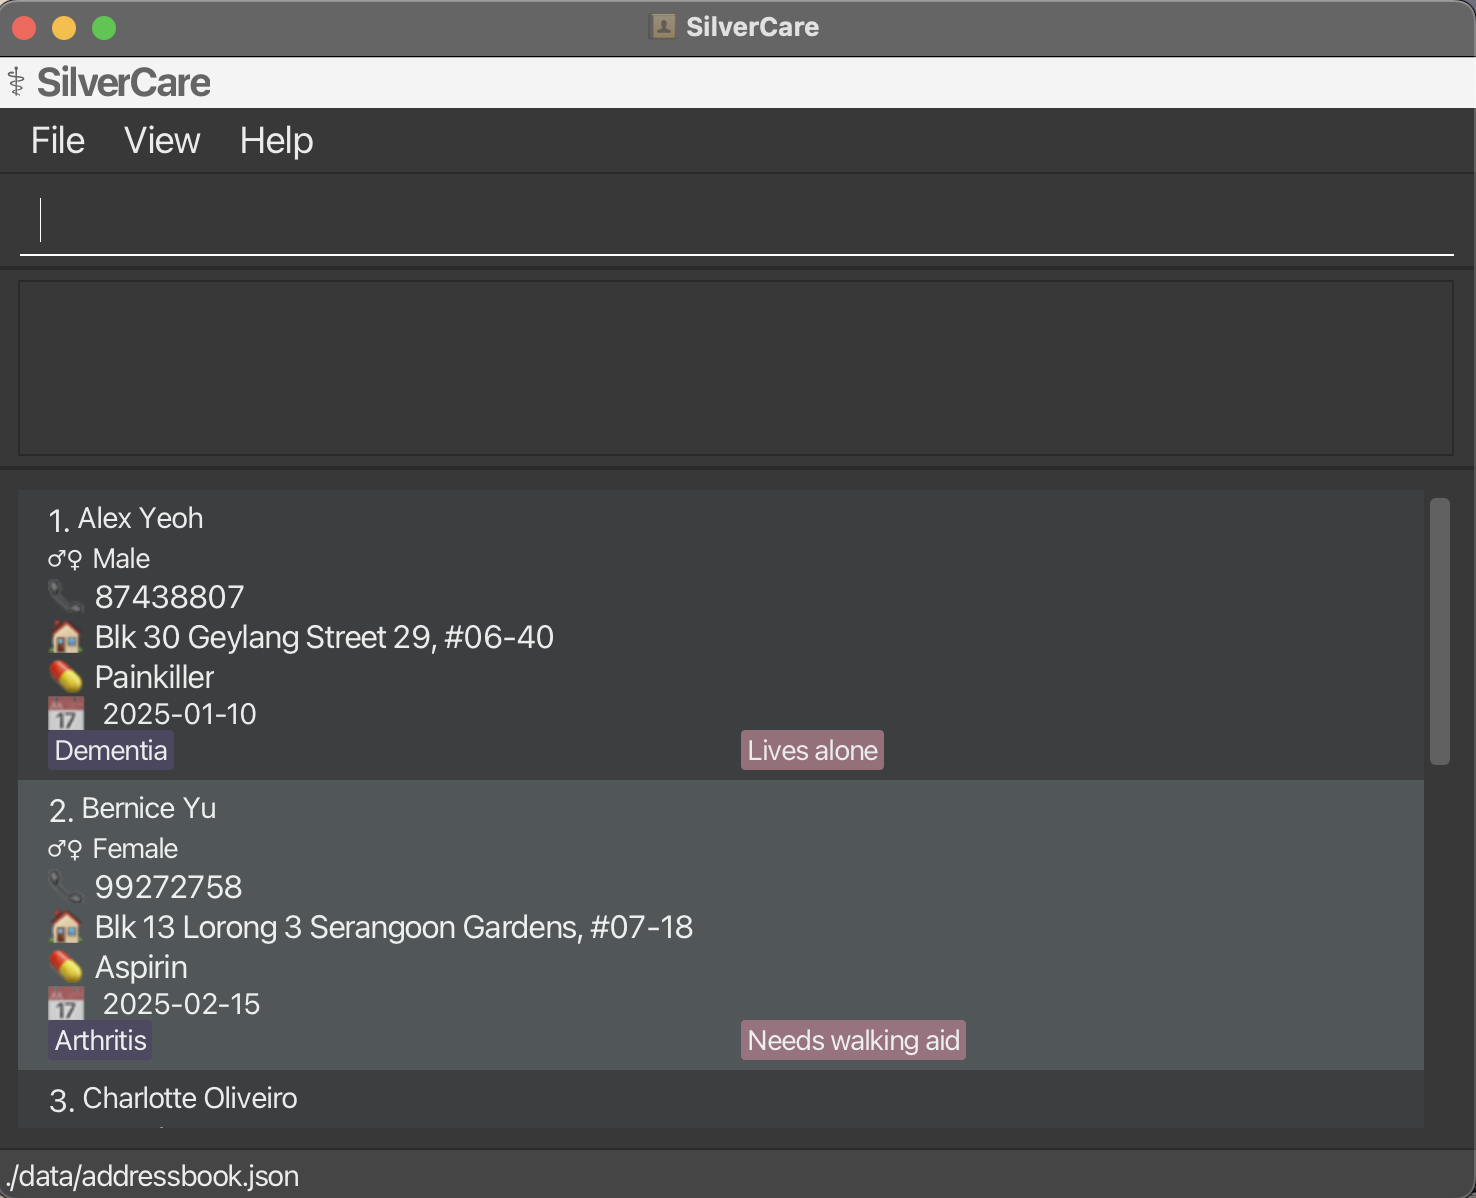 SilverCare
SilverCare
File View Help
1. Alex Yeoh
♂♀ Male
87438807
Blk 30 Geylang Street 29, #06-40
Painkiller
17 2025-01-10
Dementia Lives alone
2. Bernice Yu
♂♀ Female
99272758
Blk 13 Lorong 3 Serangoon Gardens, #07-18
Aspirin
17 2025-02-15
Arthritis Needs walking aid
3. Charlotte Oliveiro
./data/addressbook.json